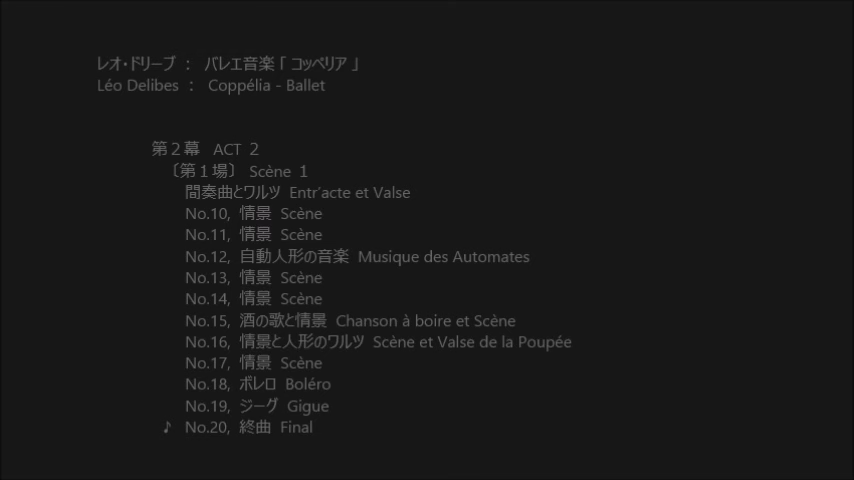 レオ・ドリーブ ： バレエ音楽「 コッペリア 」
Léo Delibes ： Coppélia - Ballet
第２幕 ACT ２
〔第１場〕 Scène １
間奏曲とワルツ Entr’acte et Valse
No.10, 情景 Scène
No.11, 情景 Scène
No.12, 自動人形の音楽 Musique des Automates
No.13, 情景 Scène
No.14, 情景 Scène
No.15, 酒の歌と情景 Chanson à boire et Scène
No.16, 情景と人形のワルツ Scène et Valse de la Poupée
No.17, 情景 Scène
No.18, ボレロ Boléro
No.19, ジーグ Gigue
♪ No.20, 終曲 Final